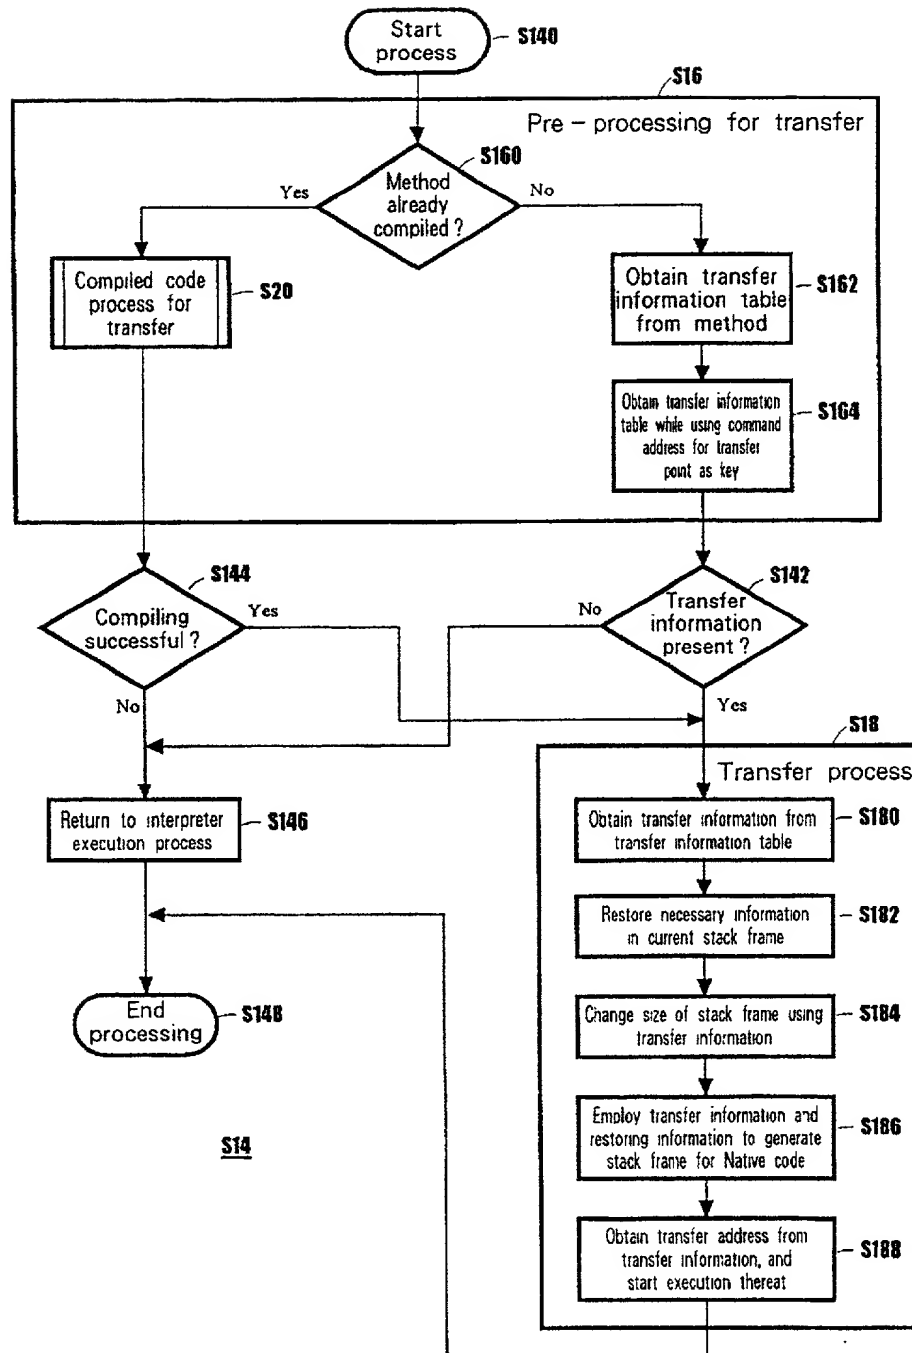 Start
process
S140
S16
Pre - processing for transfer
S160
Method
already
compiled ?
Yes
No
Compiled code
process for
transfer
S20
Obtain transfer
information table
from method
S162
Obtain transfer information
table while using command
address for transfer
point as key
S164
S144
Compiling
successful ?
Yes
No
S142
Transfer
information
present ?
No
Yes
S18
Transfer process
Return to interpreter
execution process
S146
Obtain transfer information from
transfer information table
S180
Restore necessary information
in current stack frame
S182
End
processing
S148
Change size of stack frame using
transfer information
S184
Employ transfer information and
restoring information to generate
stack frame for Native code
S186
S14
Obtain transfer address from
transfer information, and
start execution thereat
S188